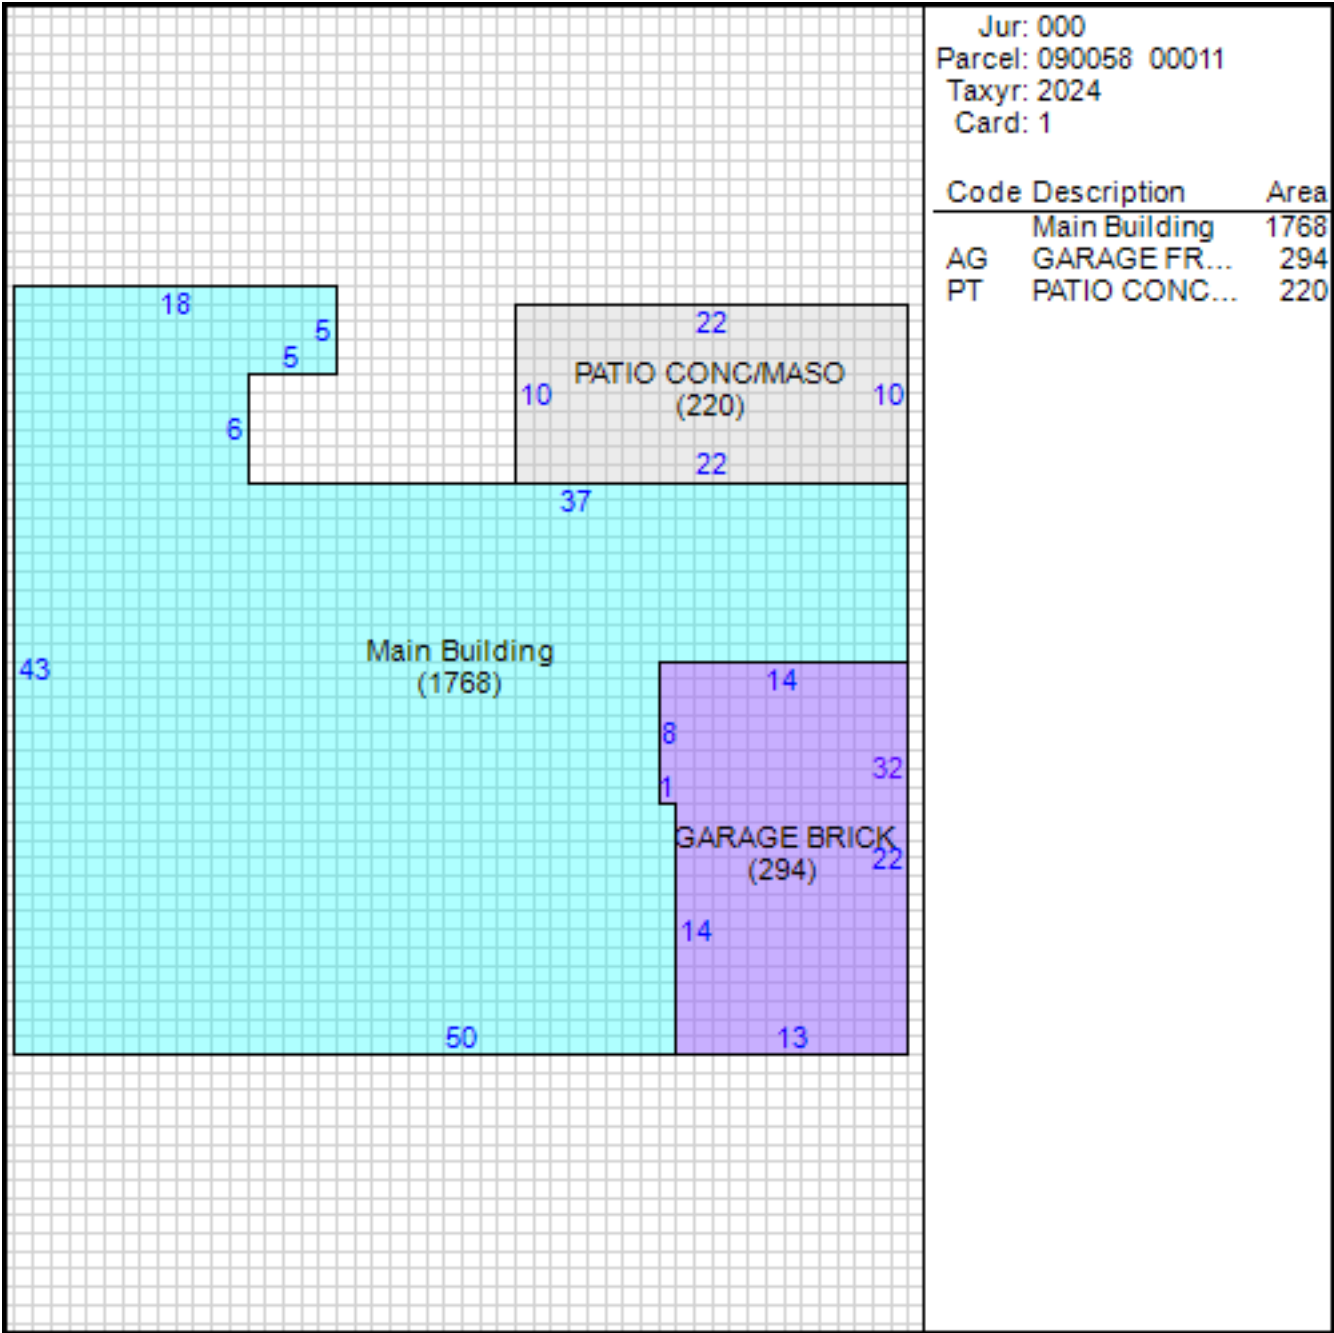 Jur: 000
Parcel: 090058 00011
Taxyr: 2024
Card: 1
Code Description Area
Main Building 1768
AG GARAGE FR... 294
PT PATIO CONC... 220
18
5
5
6
22
PATIO CONC/MASO
10 (220) 10
22
37
Main Building
(1768)
43
14
8
32
1
GARAGE BRICK
22
(294)
14
50
13